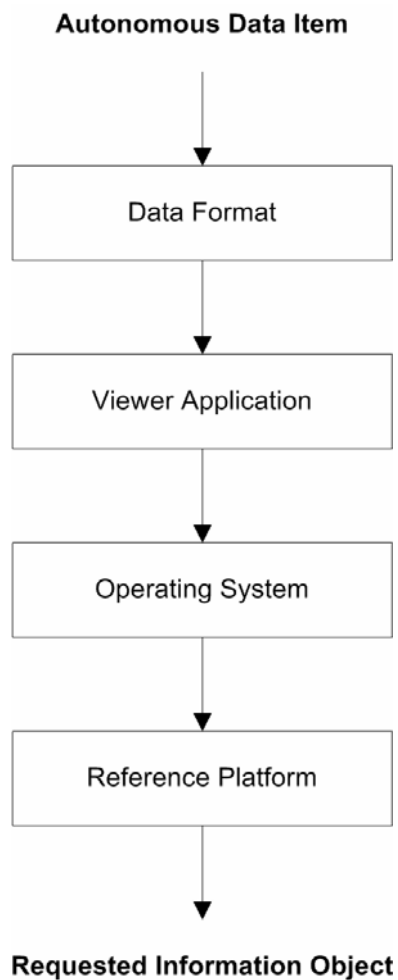 Autonomous Data Item
Data Format
Viewer Application
Operating System
Reference Platform
Requested Information Object